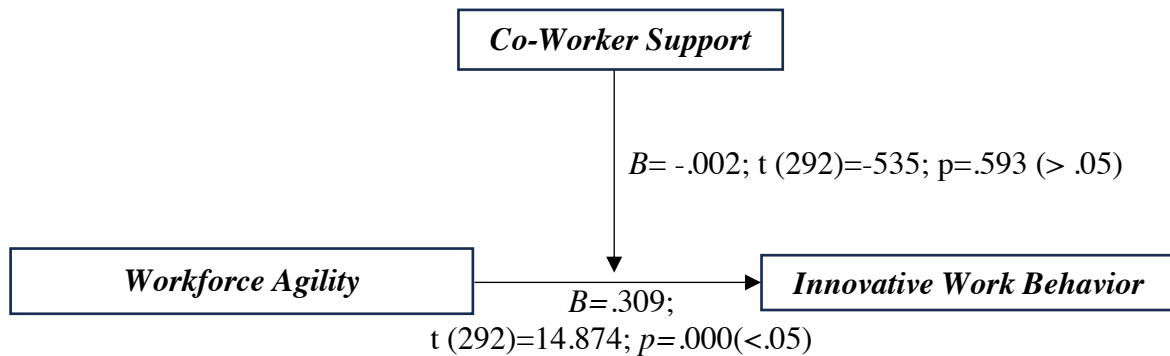 Co-Worker Support
B= -.002; t (292)=-535; p=.593 (> .05)
Workforce Agility
Innovative Work Behavior
B=.309;
t (292)=14.874; p=.000(<.05)